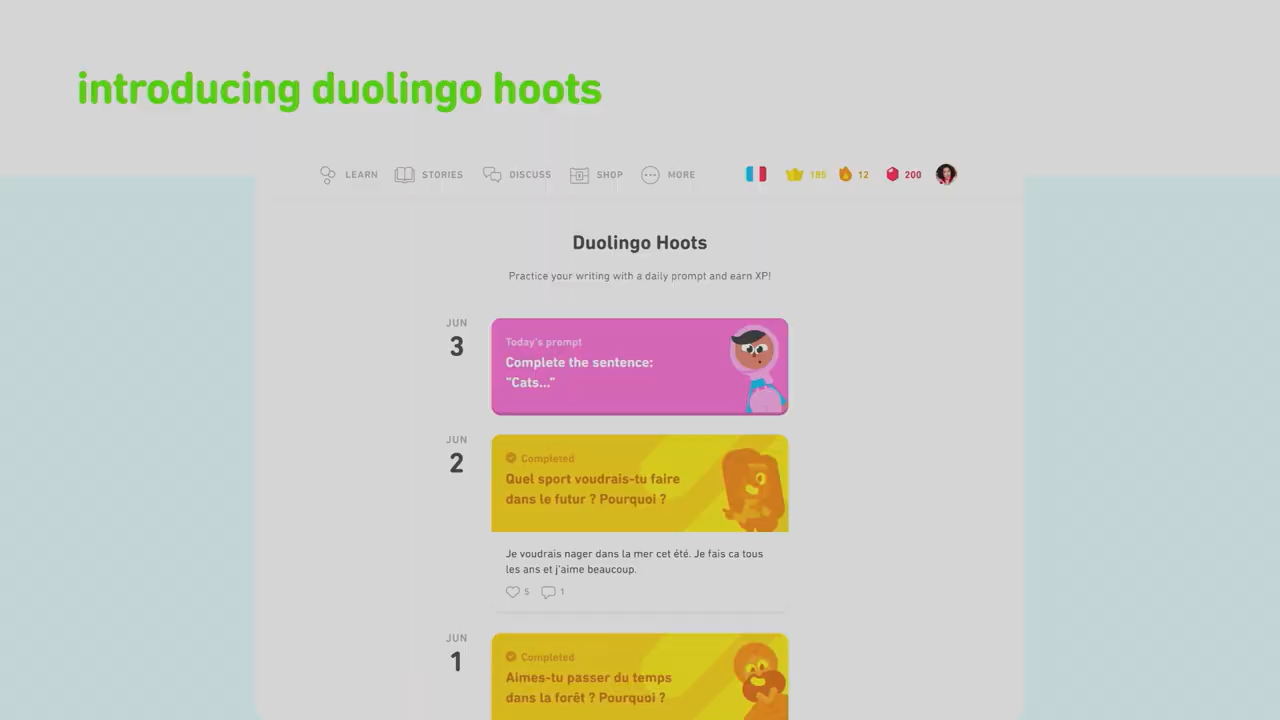 introducing duolingo hoots
LEARN STORIES DISCUSS SHOP MORE 185 12 200
Duolingo Hoots
Practice your writing with a daily prompt and earn XP!
JUN
3
Today's prompt
Complete the sentence:
"Cats..."
JUN
2
Completed
Quel sport voudrais-tu faire
dans le futur ? Pourquoi ?
Je voudrais nager dans la mer cet été. Je fais ca tous
les ans et j'aime beaucoup.
5 1
JUN
1
Completed
Aimes-tu passer du temps
dans la forêt ? Pourquoi ?